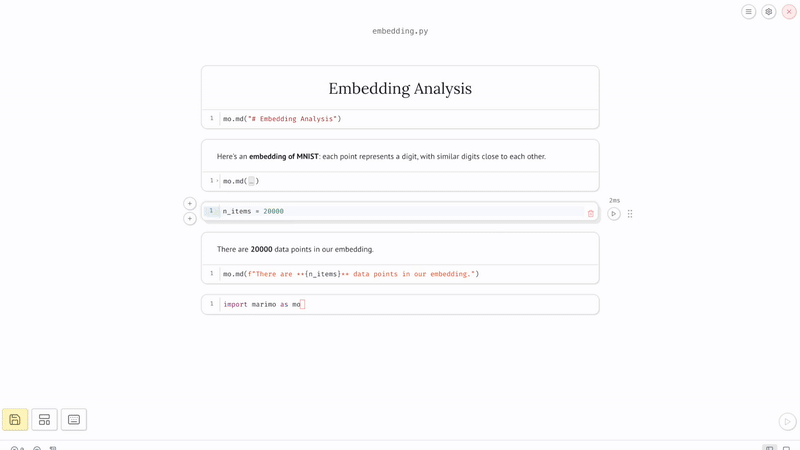 embedding.py
Embedding Analysis
1 mo.md("# Embedding Analysis")
Here's an embedding of MNIST: each point represents a digit, with similar digits close to each other.
1 mo.md(…)
2ms
1 n_items = 20000
There are 20000 data points in our embedding.
1 mo.md(f"There are **{n_items}** data points in our embedding.")
1 import marimo as mo